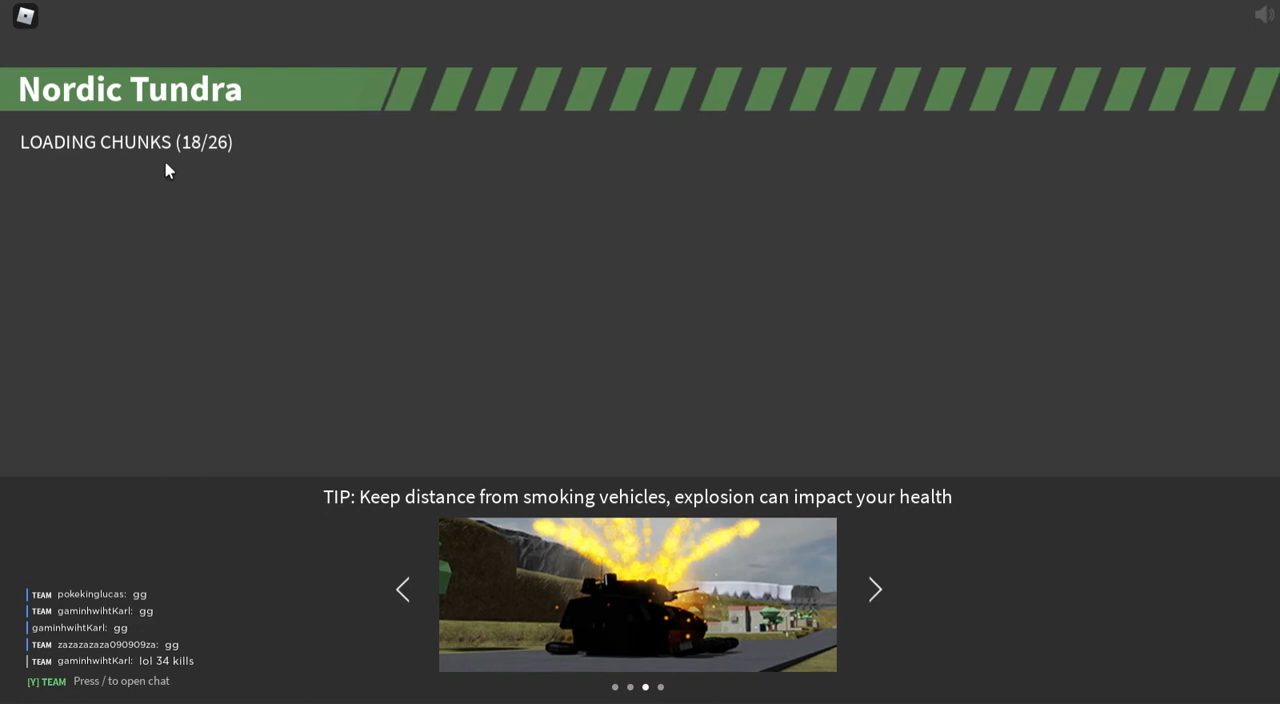 Nordic Tundra
LOADING CHUNKS (18/26)
TIP: Keep distance from smoking vehicles, explosion can impact your health
TEAM pokekinglucas: gg
TEAM gaminhwihtKarl: gg
gaminhwihtKarl: gg
TEAM zazazazaza090909za: gg
TEAM gaminhwihtKarl: lol 34 kills
[Y] TEAM Press / to open chat